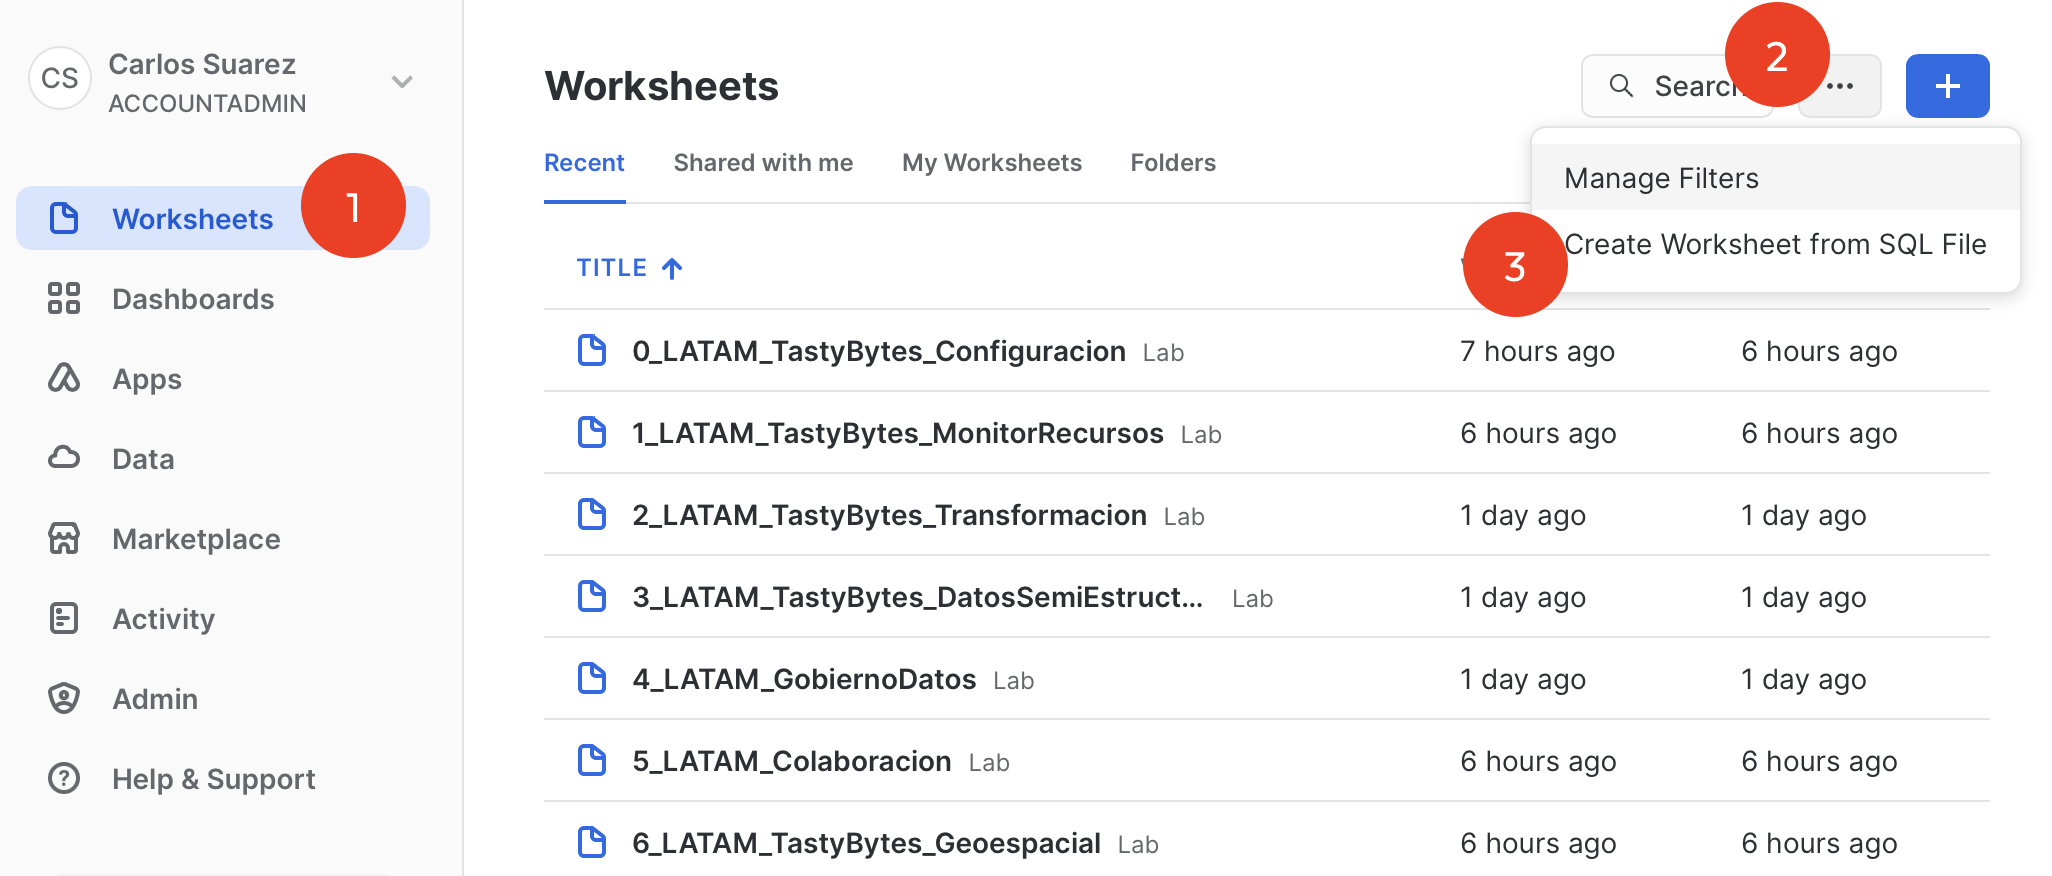 CS
Carlos Suarez
ACCOUNTADMIN
Worksheets 1
Dashboards
Apps
Data
Marketplace
Activity
Admin
Help & Support
Worksheets
Search 2 ... +
Recent Shared with me My Worksheets Folders
Manage Filters
3 Create Worksheet from SQL File
TITLE
0_LATAM_TastyBytes_Configuracion Lab 7 hours ago 6 hours ago
1_LATAM_TastyBytes_MonitorRecursos Lab 6 hours ago 6 hours ago
2_LATAM_TastyBytes_Transformacion Lab 1 day ago 1 day ago
3_LATAM_TastyBytes_DatosSemiEstruct... Lab 1 day ago 1 day ago
4_LATAM_GobiernoDatos Lab 1 day ago 1 day ago
5_LATAM_Colaboracion Lab 6 hours ago 6 hours ago
6_LATAM_TastyBytes_Geoespacial Lab 6 hours ago 6 hours ago